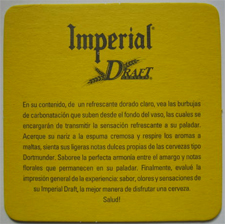 Imperial
DRAFT
En su contenido, de un refrescante dorado claro, vea las burbujas
de carbonatación que suben desde el fondo del vaso, las cuales se
encargarán de transmitir la sensación refrescante a su paladar.
Acerque su nariz a la espuma cremosa y respire los aromas a
maltas, sienta sus ligeras notas dulces propias de las cervezas tipo
Dortmunder. Saboree la perfecta armonía entre el amargo y notas
florales que permanecen en su paladar. Finalmente, evalué la
impresión general de la experiencia; sabor, olores y sensaciones de
su Imperial Draft, la mejor manera de disfrutar una cerveza.
Salud!